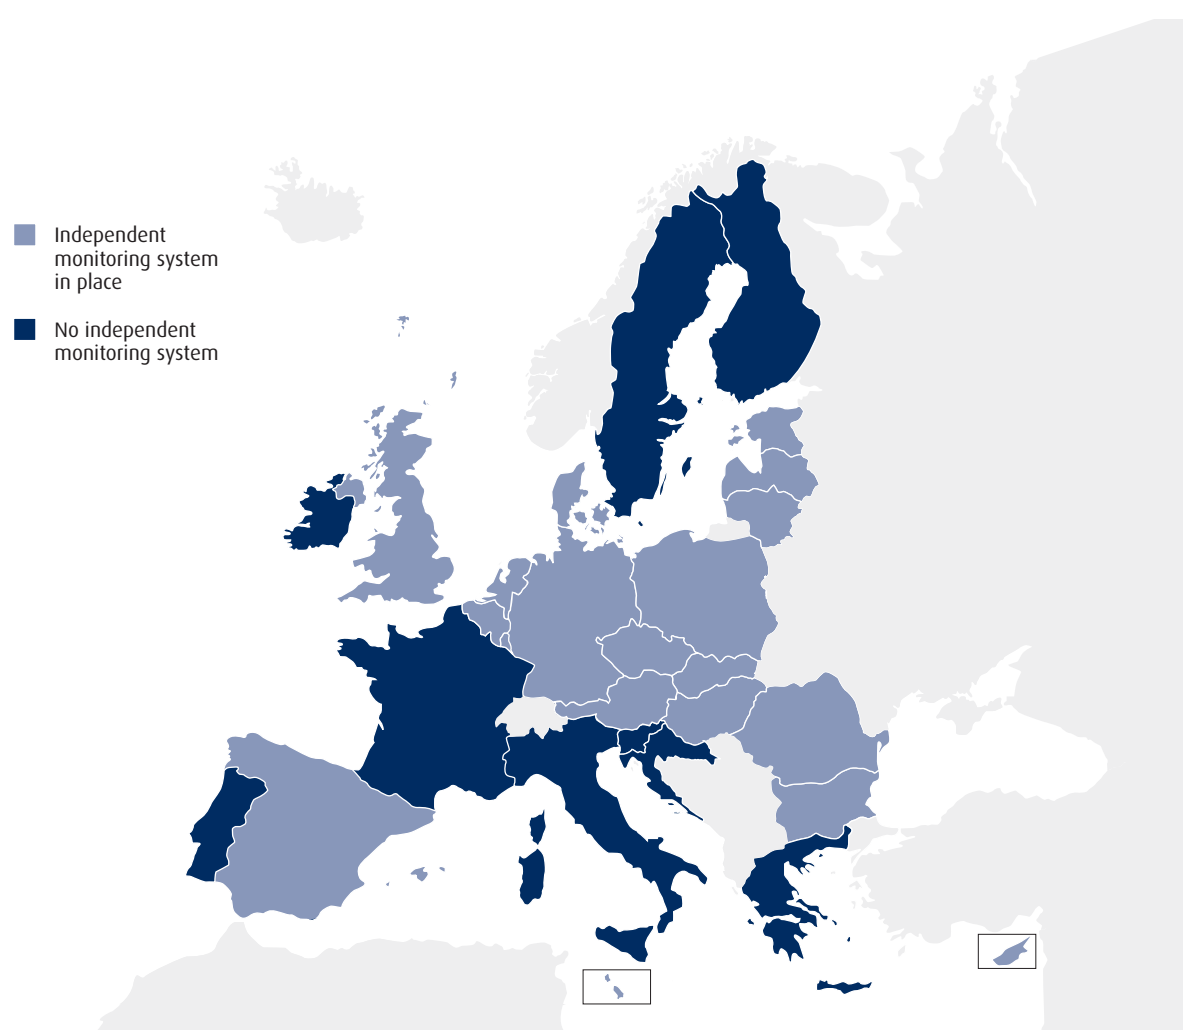 Independent
monitoring system
in place
No independent
monitoring system